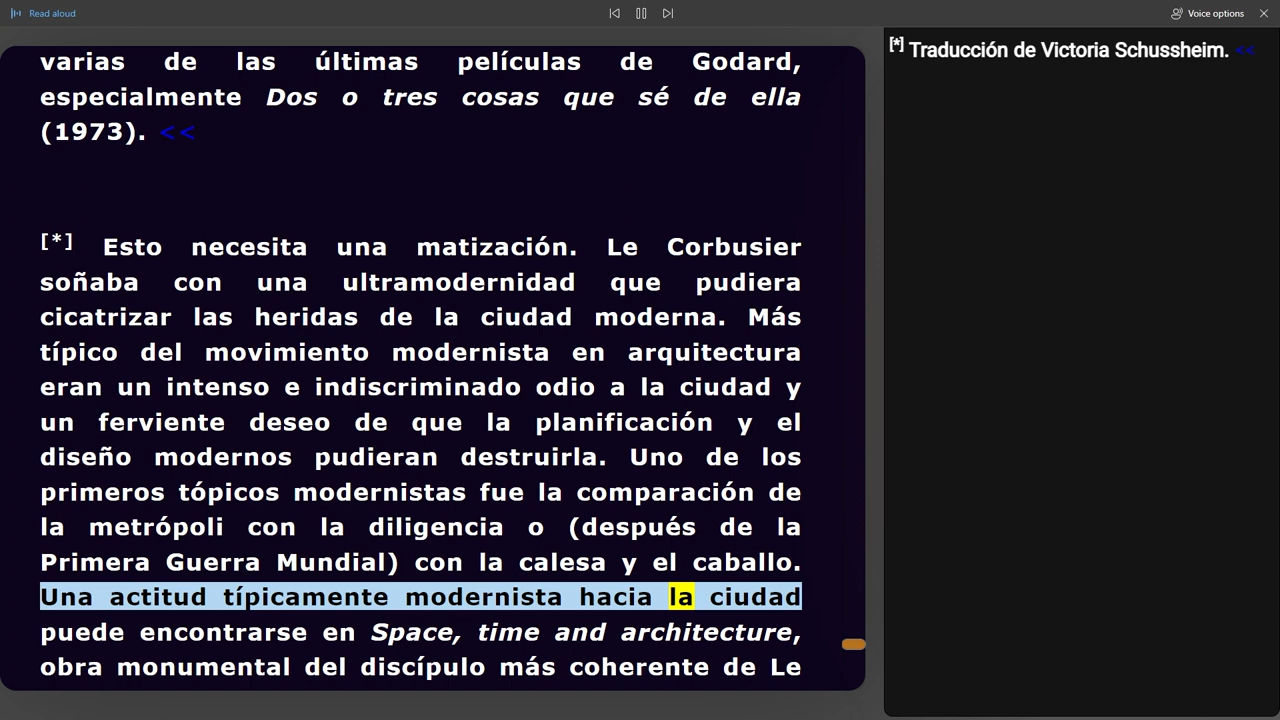 Read aloud
Voice options
varias de las últimas películas de Godard,
especialmente Dos o tres cosas que sé de ella
(1973). <<
[*] Esto necesita una matización. Le Corbusier
soñaba con una ultramodernidad que pudiera
cicatrizar las heridas de la ciudad moderna. Más
típico del movimiento modernista en arquitectura
eran un intenso e indiscriminado odio a la ciudad y
un ferviente deseo de que la planificación y el
diseño modernos pudieran destruirla. Uno de los
primeros tópicos modernistas fue la comparación de
la metrópoli con la diligencia o (después de la
Primera Guerra Mundial) con la calesa y el caballo.
Una actitud típicamente modernista hacia la ciudad
puede encontrarse en Space, time and architecture,
obra monumental del discípulo más coherente de Le
[*] Traducción de Victoria Schussheim. <<